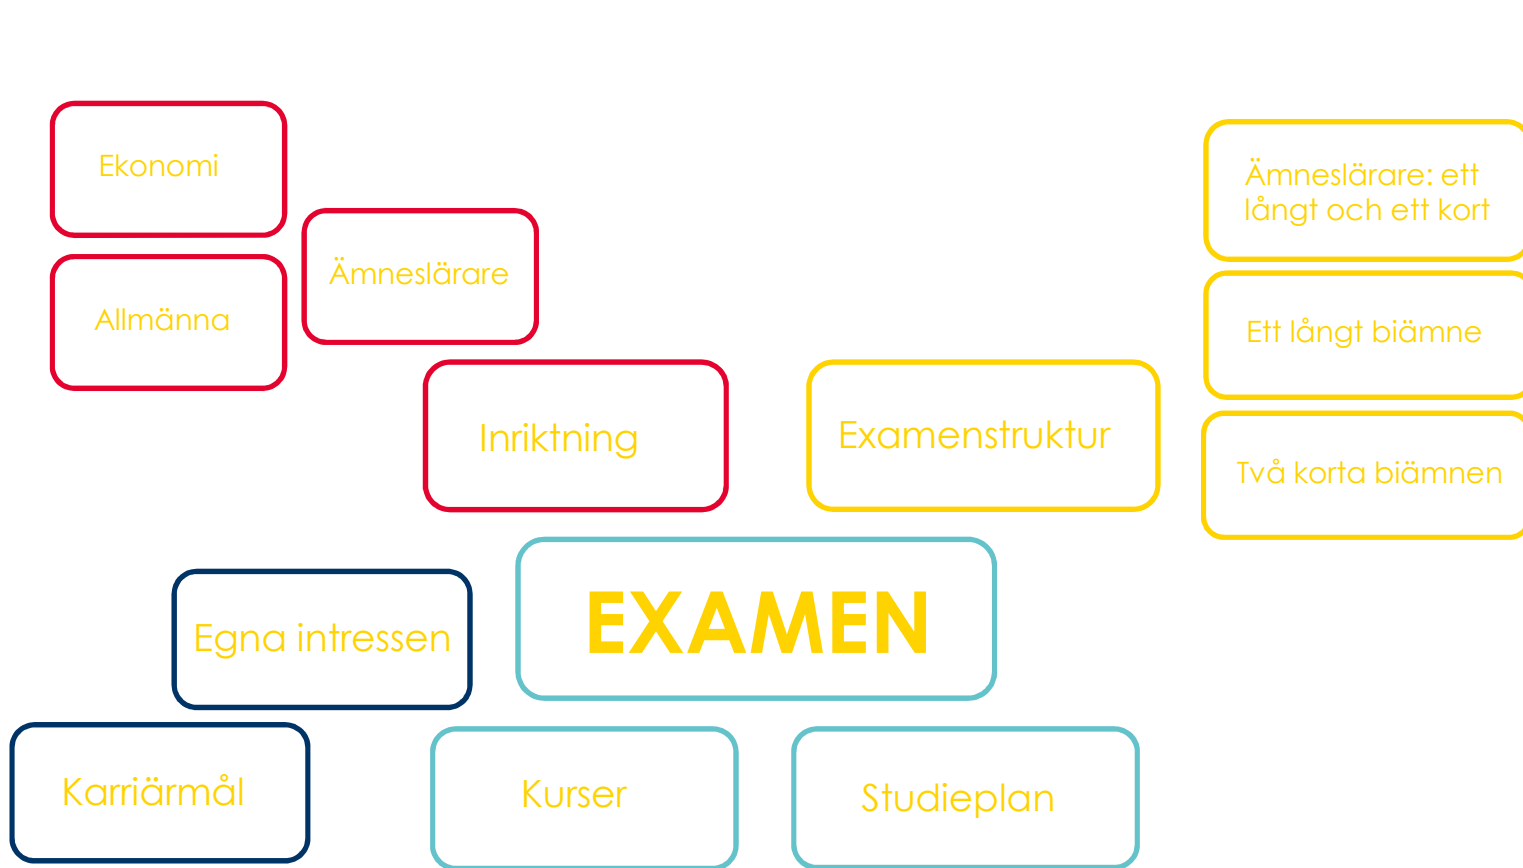 Ekonomi
Ämneslärare
Allmänna
Inriktning
Examenstruktur
Ämneslärare: ett
långt och ett kort
Ett långt biämne
Två korta biämnen
EXAMEN
Egna intressen
Karriärmål
Kurser
Studieplan